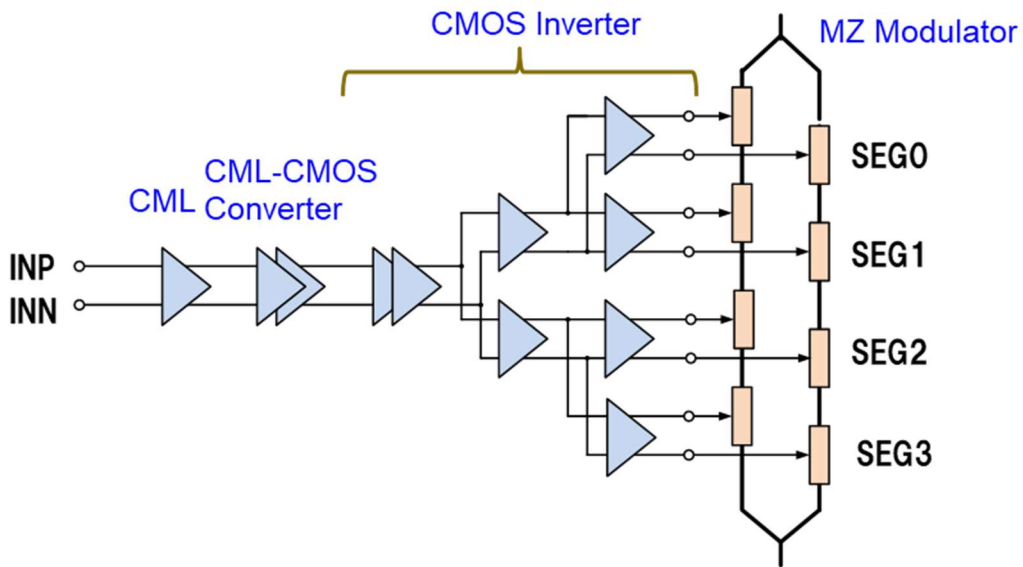 CMOS Inverter
MZ Modulator
CML-CMOS
CML Converter
SEG0
SEG1
INP
INN
SEG2
SEG3